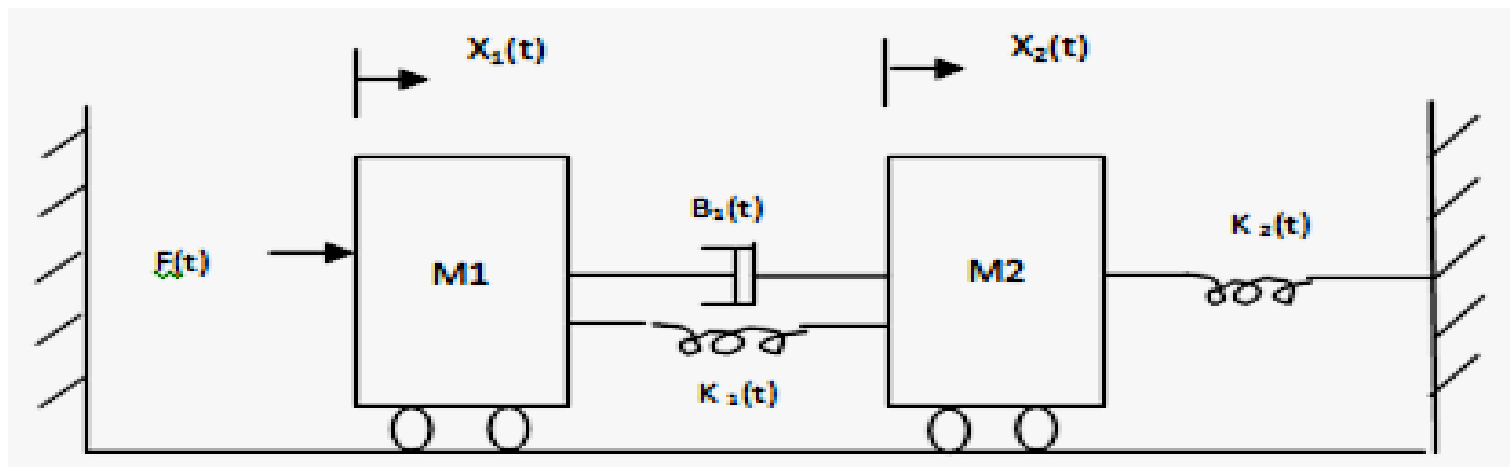 X₁(t)
X₂(t)
B₁(t)
K ₂(t)
F(t)
M1
M2
K ₁(t)